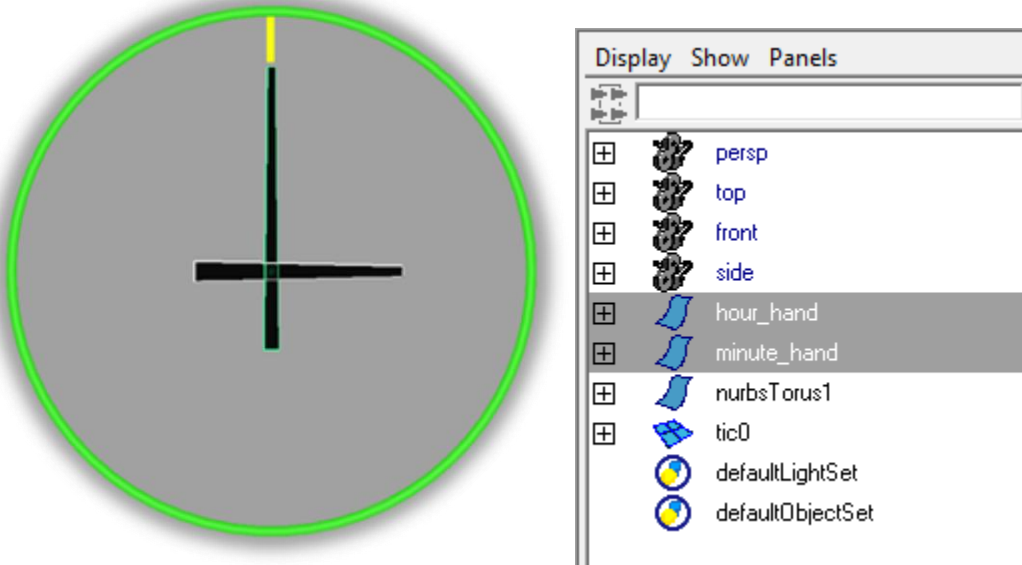 Display Show Panels
persp
top
front
side
hour_hand
minute_hand
nurbsTorus1
tic0
defaultLightSet
defaultObjectSet